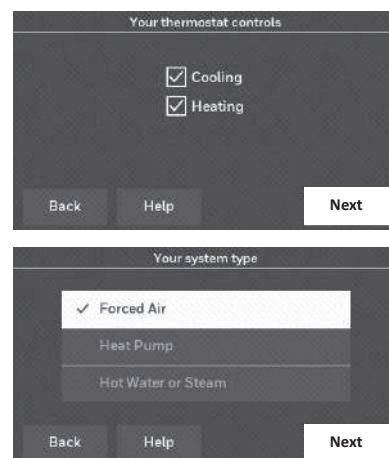 Your thermostat controls
Cooling
Heating
Back Help Next
Your system type
Forced Air
Heat Pump
Hot Water or Steam
Back Help Next